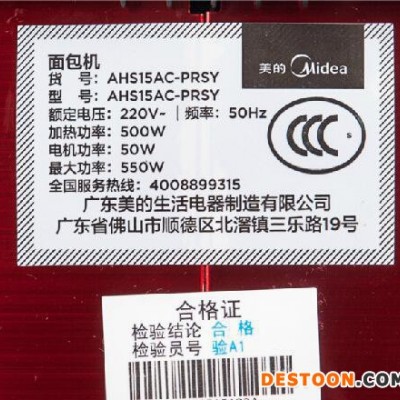 面包机
美的 Midea
货　号： AHS15AC-PRSY
型　号： AHS15AC-PRSY
额定电压：220V~ | 频率：50Hz
加热功率：500W
电机功率：50W
最大功率：550W
全国服务热线：4008899315
CCC S
广东美的生活电器制造有限公司
广东省佛山市顺德区北滘镇三乐路19号
合格证
检验结论 合 格
检验员号 验A1
DESTOON.COM